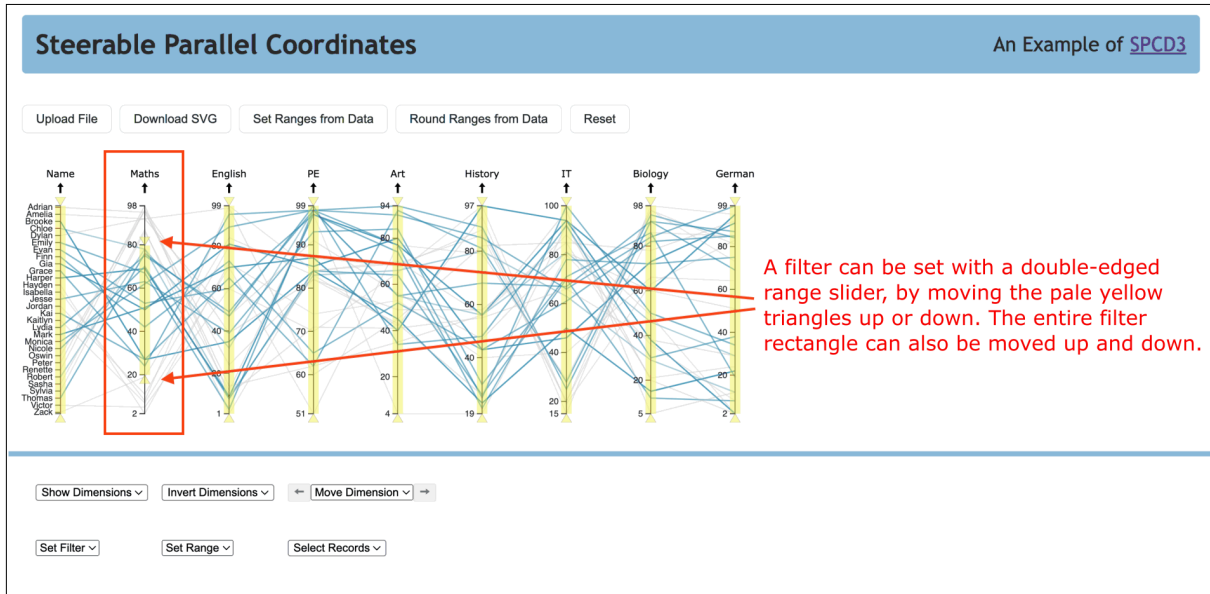 Steerable Parallel Coordinates
An Example of SPCD3
Upload File Download SVG Set Ranges from Data Round Ranges from Data Reset
Name Maths English PE Art History IT Biology German
98 99 99 94 97 100 98 99
Adrian
Amelia
Brooke
Chloe
Dylan
Emily
Evan
Finn
Gia
Grace
Harper
Hayden
Isabella
Jesse
Jordan
Kai
Kaitlyn
Lydia
Mark
Monica
Nicole
Oswin
Peter
Renette
Robert
Sasha
Sylvia
Thomas
Victor
Zack
80 80 90 80 80 80 80 80
60 60 80 60 60 60 60 60
40 40 70 40 40 40 40 40
20 20 60 20 20 20 20
2 1 51 4 19 15 5 2
A filter can be set with a double-edged
range slider, by moving the pale yellow
triangles up or down. The entire filter
rectangle can also be moved up and down.
Show Dimensions Invert Dimensions ← Move Dimension →
Set Filter Set Range Select Records